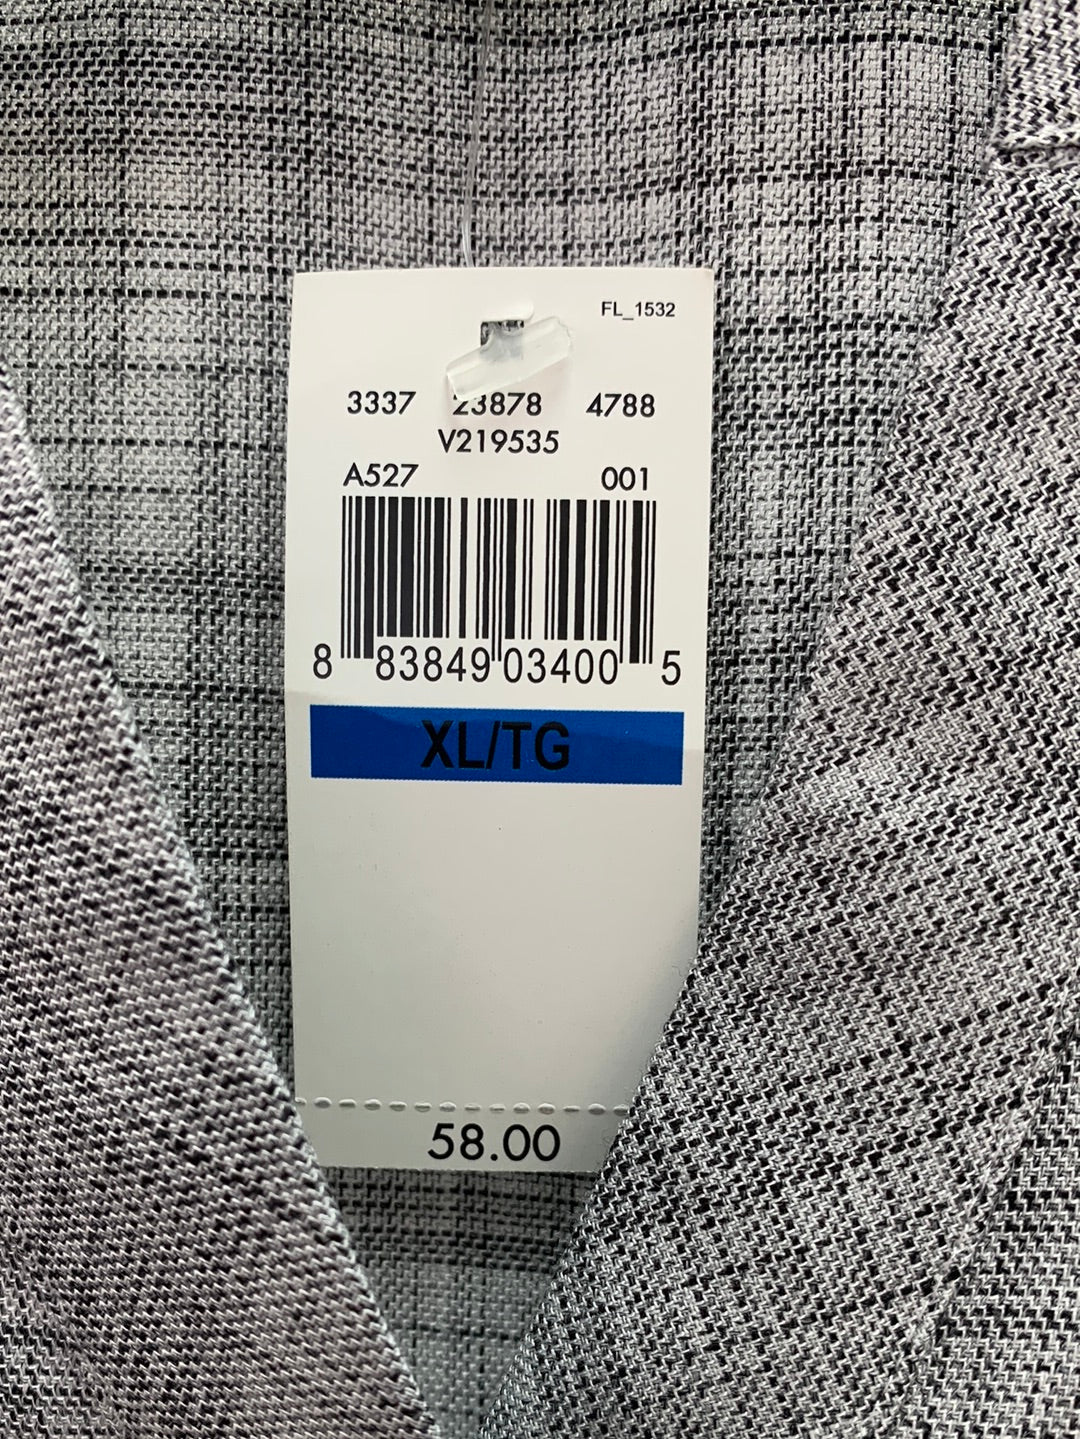 FL_1532
3337 23878 4788
V219535
A527 001
8 83849 03400 5
XL/TG
58.00